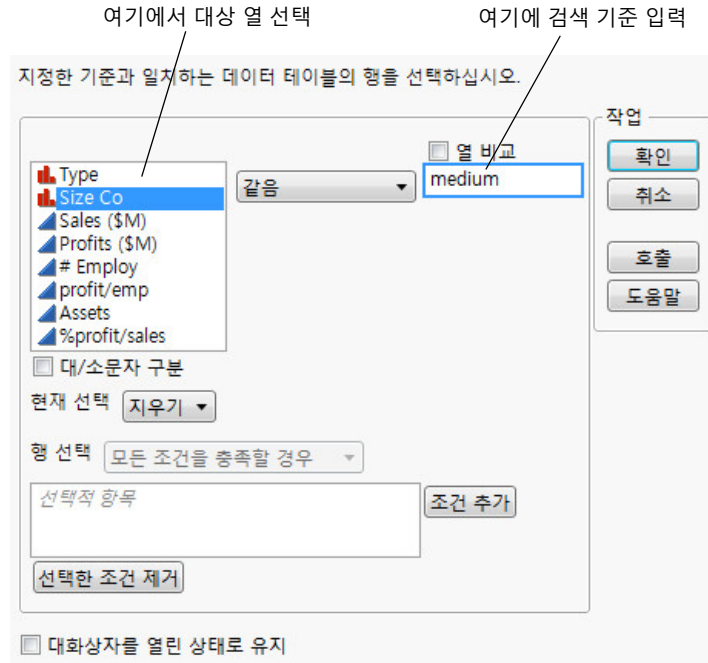 여기에서 대상 열 선택
여기에 검색 기준 입력
지정한 기준과 일치하는 데이터 테이블의 행을 선택하십시오.
작업
열 비교
확인
Type
같음
medium
취소
Size Co
Sales ($M)
Profits ($M)
호출
# Employ
profit/emp
도움말
Assets
%profit/sales
대/소문자 구분
현재 선택 지우기
행 선택 모든 조건을 충족할 경우
선택적 항목
조건 추가
선택한 조건 제거
대화상자를 열린 상태로 유지